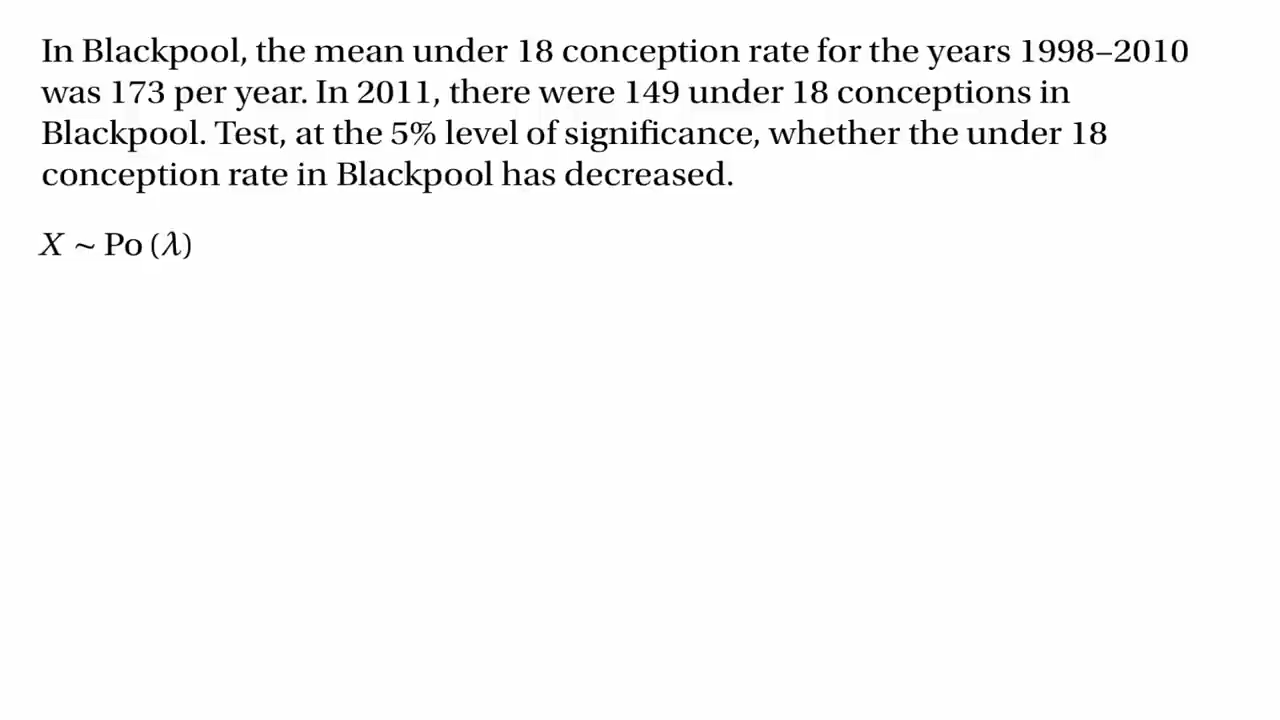 In Blackpool, the mean under 18 conception rate for the years 1998–2010
was 173 per year. In 2011, there were 149 under 18 conceptions in
Blackpool. Test, at the 5% level of significance, whether the under 18
conception rate in Blackpool has decreased.
X ~ Po (λ)